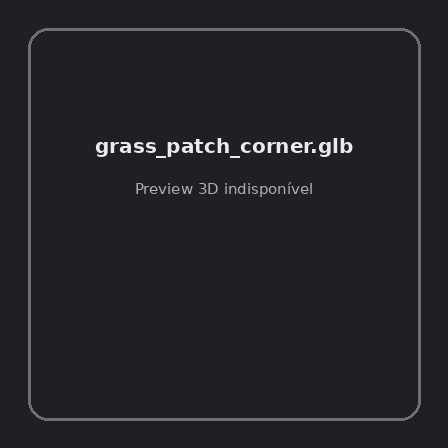 grass_patch_corner.glb
Preview 3D indisponível